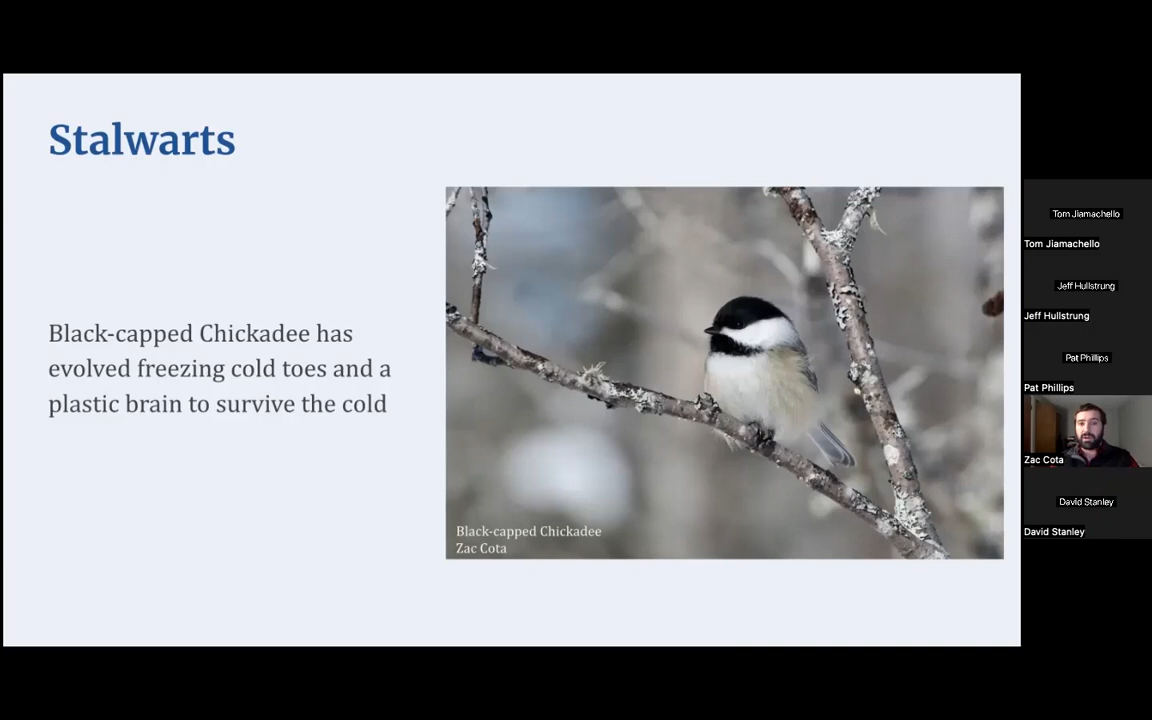 Stalwarts
Black-capped Chickadee has
evolved freezing cold toes and a
plastic brain to survive the cold
Black-capped Chickadee
Zac Cota
Tom Jiamachello
Tom Jiamachello
Jeff Hullstrung
Jeff Hullstrung
Pat Phillips
Pat Phillips
Zac Cota
David Stanley
David Stanley